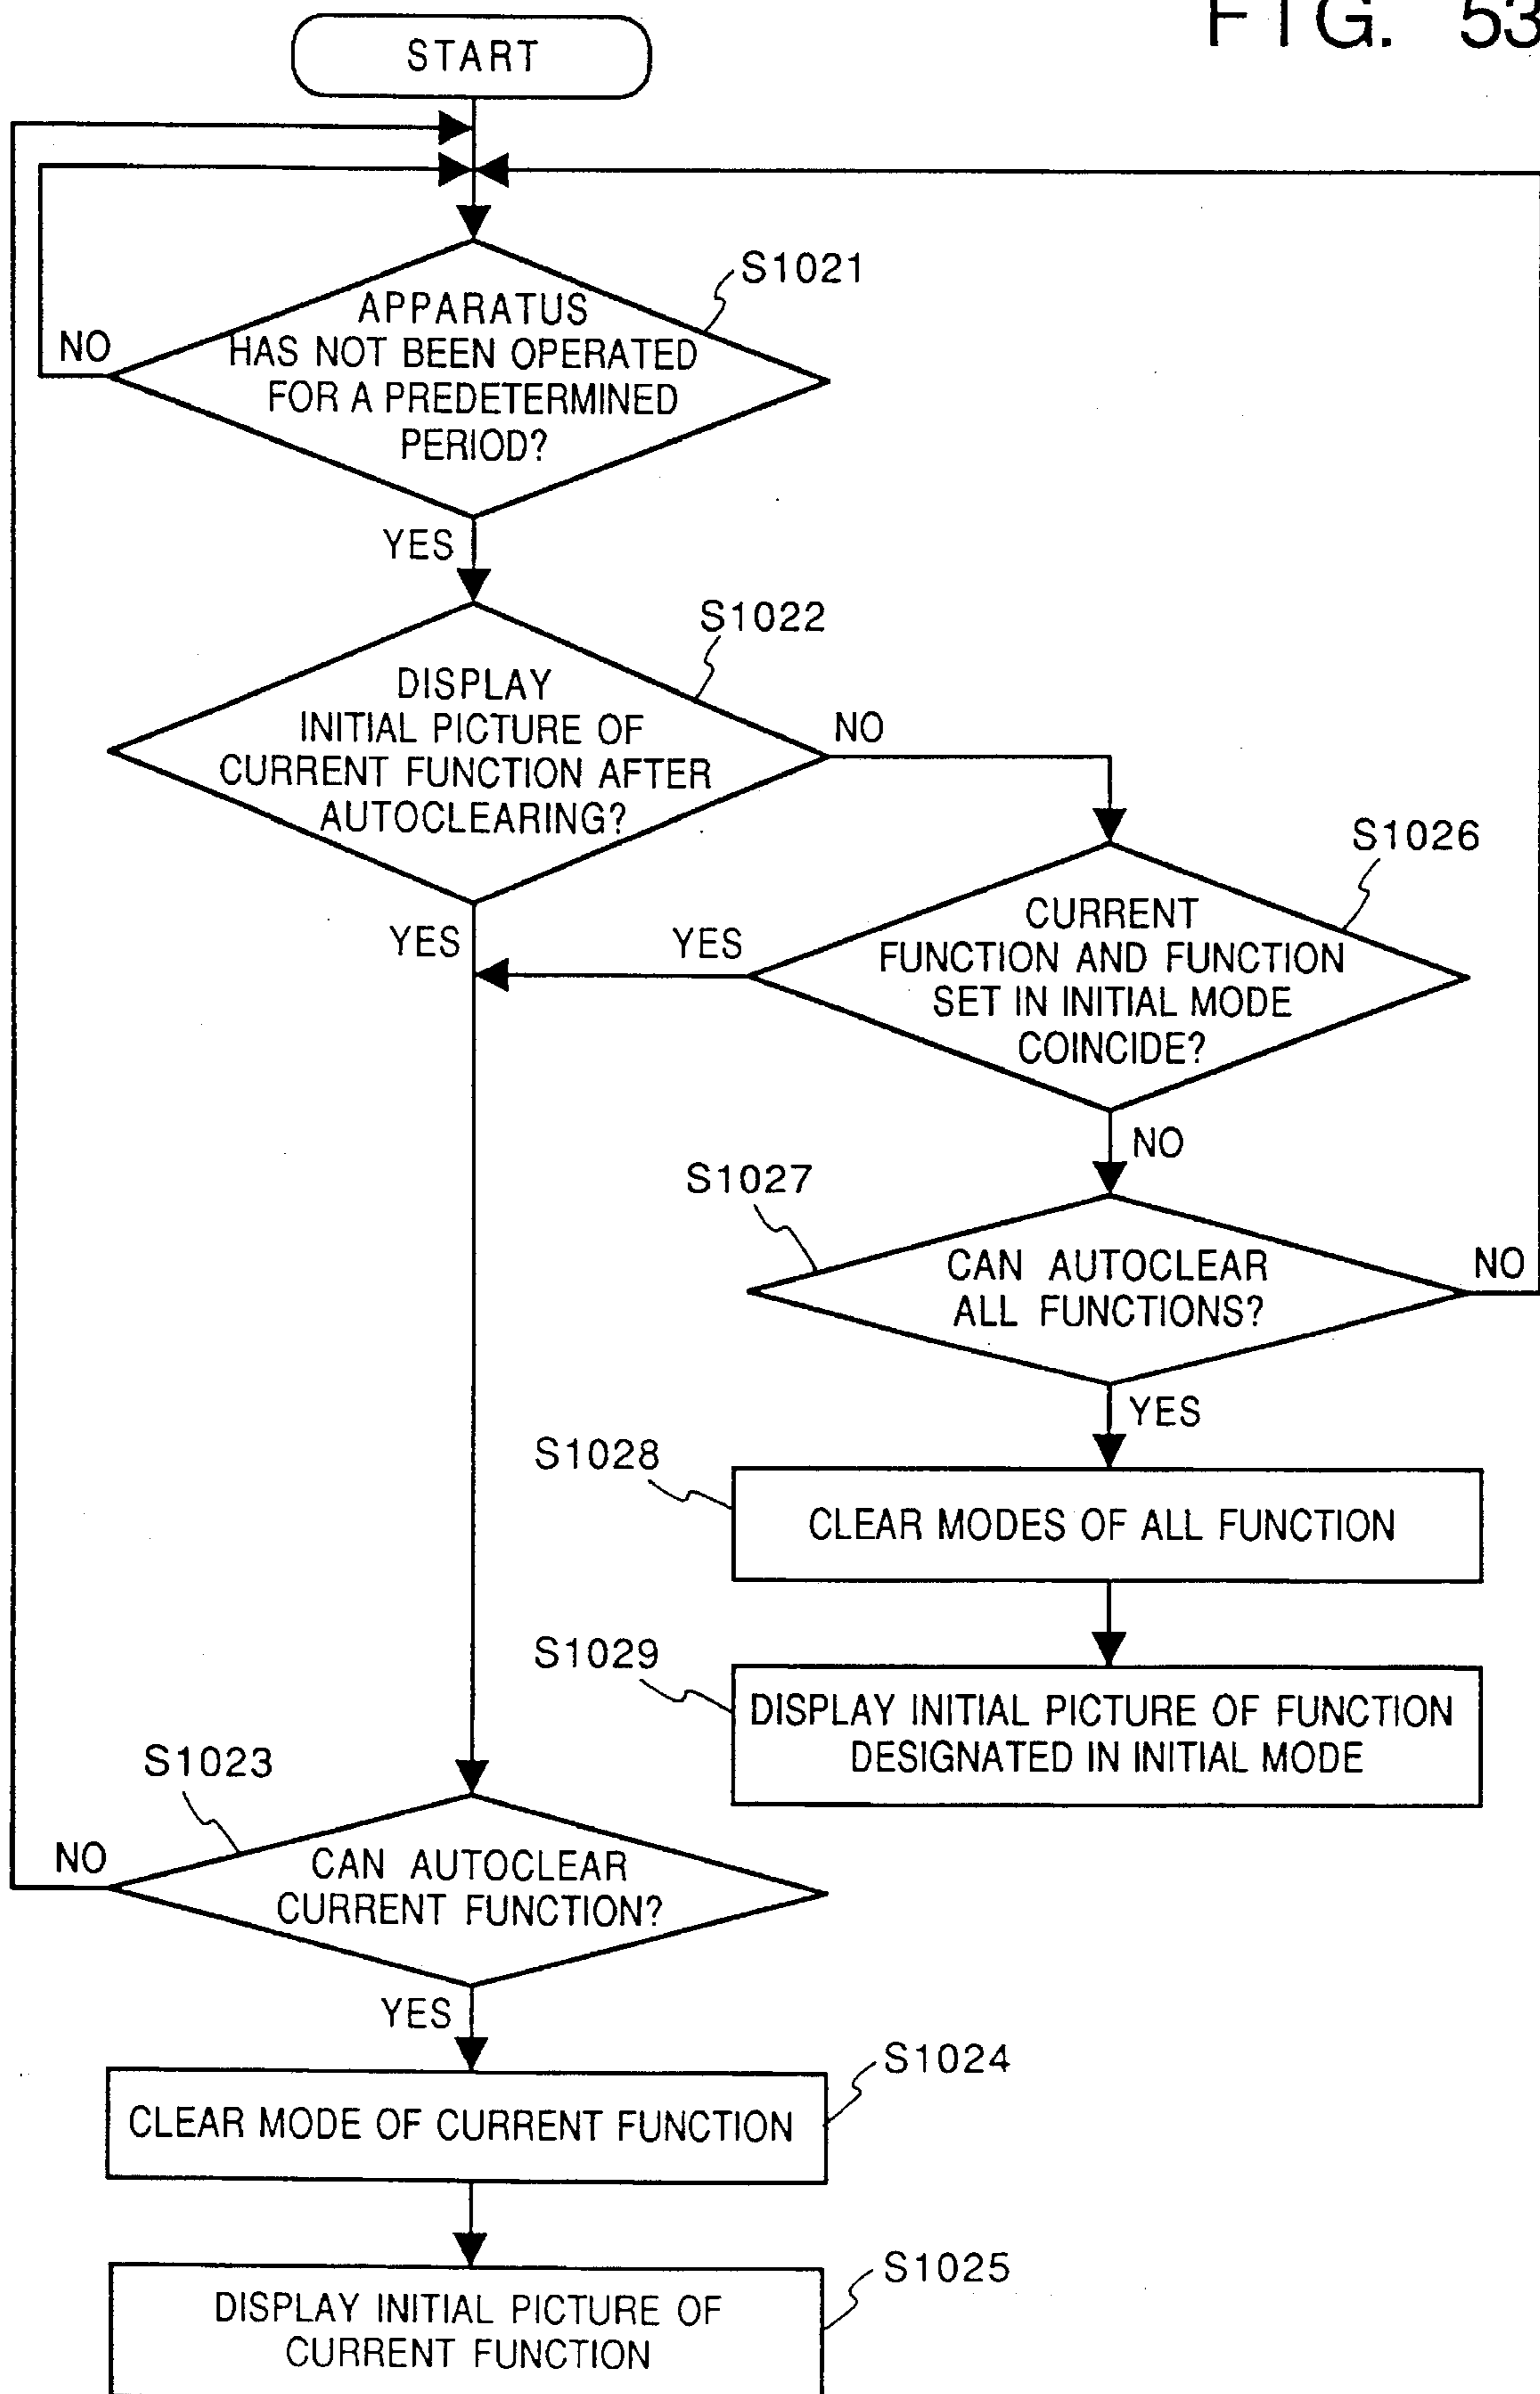 FIG. 53
START
S1021
APPARATUS
HAS NOT BEEN OPERATED
FOR A PREDETERMINED
PERIOD?
NO
YES
S1022
DISPLAY
INITIAL PICTURE OF
CURRENT FUNCTION AFTER
AUTOCLEARING?
NO
YES
S1026
CURRENT
FUNCTION AND FUNCTION
SET IN INITIAL MODE
COINCIDE?
YES
NO
S1027
CAN AUTOCLEAR
ALL FUNCTIONS?
NO
YES
S1028
CLEAR MODES OF ALL FUNCTION
S1029
DISPLAY INITIAL PICTURE OF FUNCTION
DESIGNATED IN INITIAL MODE
S1023
CAN AUTOCLEAR
CURRENT FUNCTION?
NO
YES
S1024
CLEAR MODE OF CURRENT FUNCTION
S1025
DISPLAY INITIAL PICTURE OF
CURRENT FUNCTION